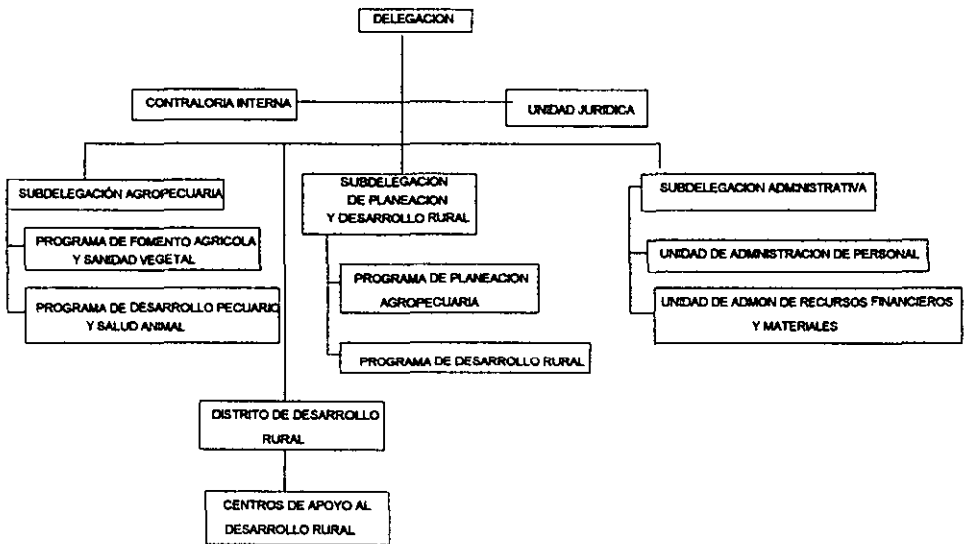 DELEGACION
CONTRALORIA INTERNA
UNIDAD JURIDICA
SUBDELEGACIÓN AGROPECUARIA
PROGRAMA DE FOMENTO AGRICOLA
Y SANIDAD VEGETAL
PROGRAMA DE DESARROLLO PECUARIO
Y SALUD ANIMAL
SUBDELEGACION
DE PLANEACION
Y DESARROLLO RURAL
PROGRAMA DE PLANEACION
AGROPECUARIA
PROGRAMA DE DESARROLLO RURAL
SUBDELEGACION ADMINISTRATIVA
UNIDAD DE ADMINISTRACION DE PERSONAL
UNIDAD DE ADMON DE RECURSOS FINANCIEROS
Y MATERIALES
DISTRITO DE DESARROLLO
RURAL
CENTROS DE APOYO AL
DESARROLLO RURAL